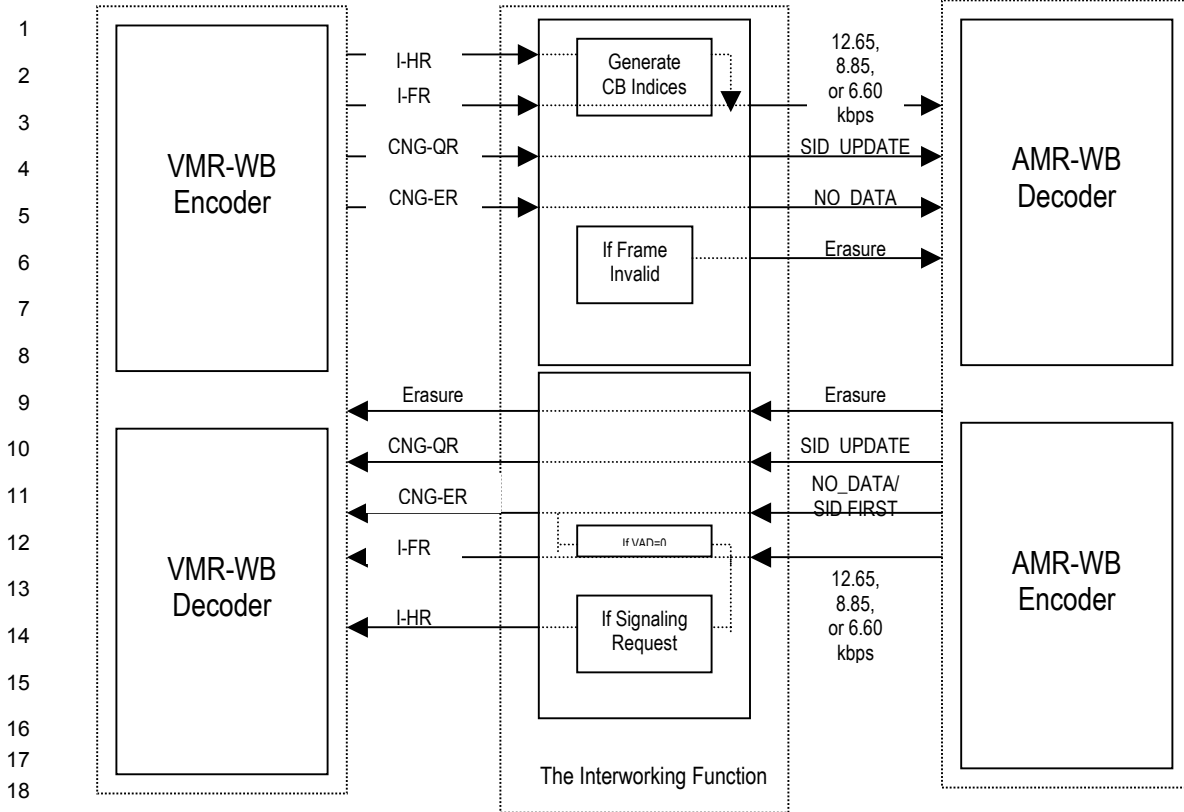 1
2
3
4
5
6
7
8
9
10
11
12
13
14
15
16
17
18
VMR-WB
Encoder
I-HR
I-FR
CNG-QR
CNG-ER
Generate
CB Indices
If Frame
Invalid
12.65,
8.85,
or 6.60
kbps
SID_UPDATE
NO_DATA
Erasure
AMR-WB
Decoder
VMR-WB
Decoder
Erasure
CNG-QR
CNG-ER
I-FR
I-HR
If VAD=0
If Signaling
Request
Erasure
SID_UPDATE
NO_DATA/
SID FIRST
12.65,
8.85,
or 6.60
kbps
AMR-WB
Encoder
The Interworking Function